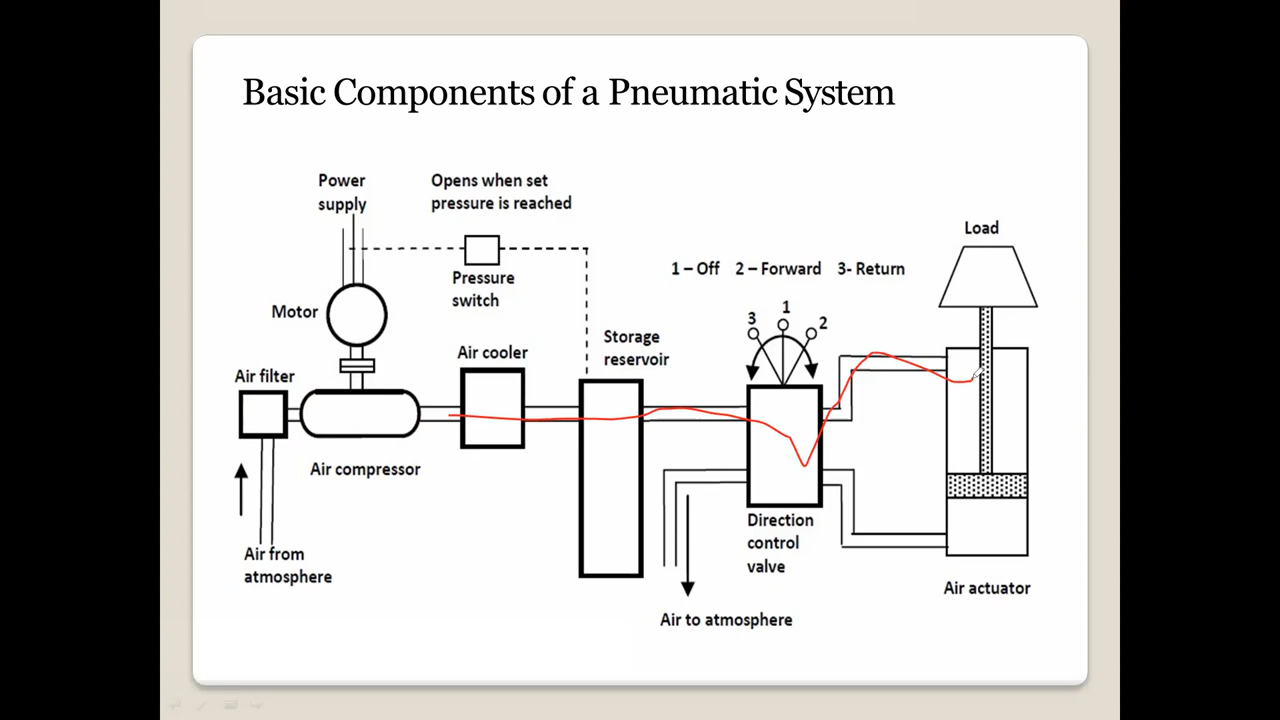 Basic Components of a Pneumatic System
Power
supply
Opens when set
pressure is reached
Load
1 – Off 2 – Forward 3- Return
Pressure
switch
Motor
1
3
2
Storage
reservoir
Air cooler
Air filter
Air compressor
Direction
control
valve
Air from
atmosphere
Air actuator
Air to atmosphere